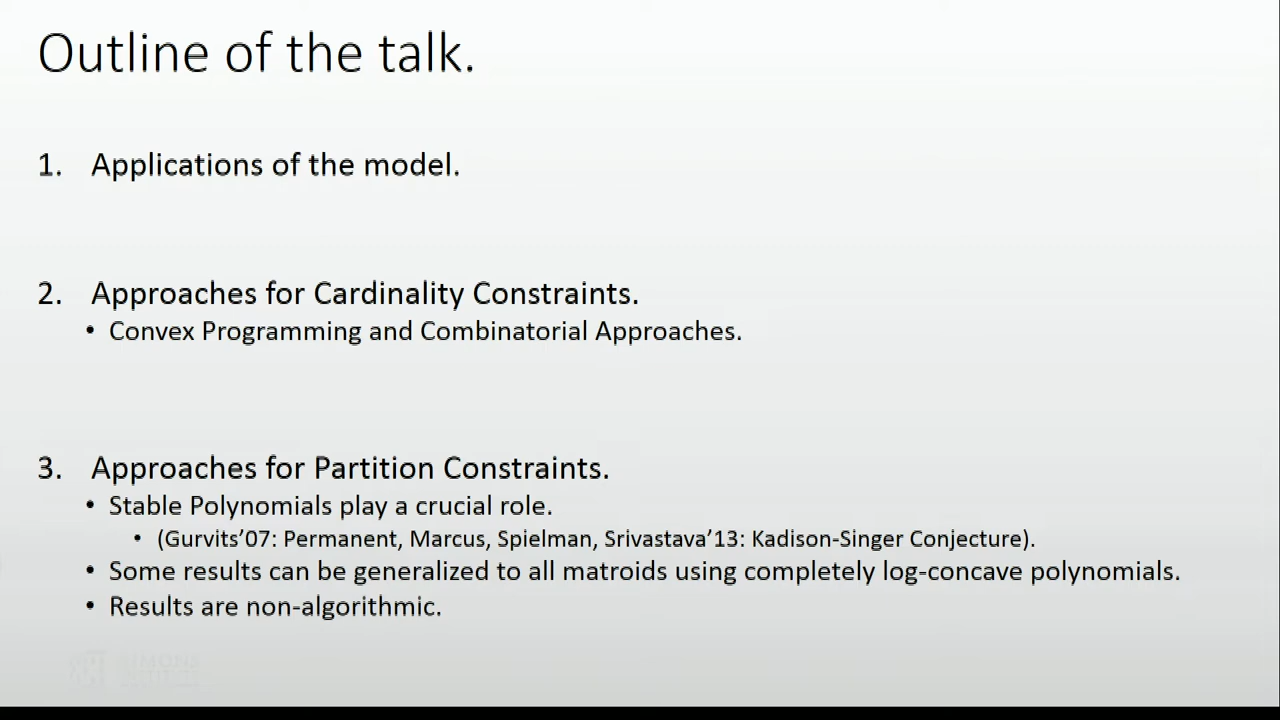 Outline of the talk.
1. Applications of the model.
2. Approaches for Cardinality Constraints.
• Convex Programming and Combinatorial Approaches.
3. Approaches for Partition Constraints.
• Stable Polynomials play a crucial role.
• (Gurvits’07: Permanent, Marcus, Spielman, Srivastava’13: Kadison-Singer Conjecture).
• Some results can be generalized to all matroids using completely log-concave polynomials.
• Results are non-algorithmic.
SIMONS
INSTITUTE